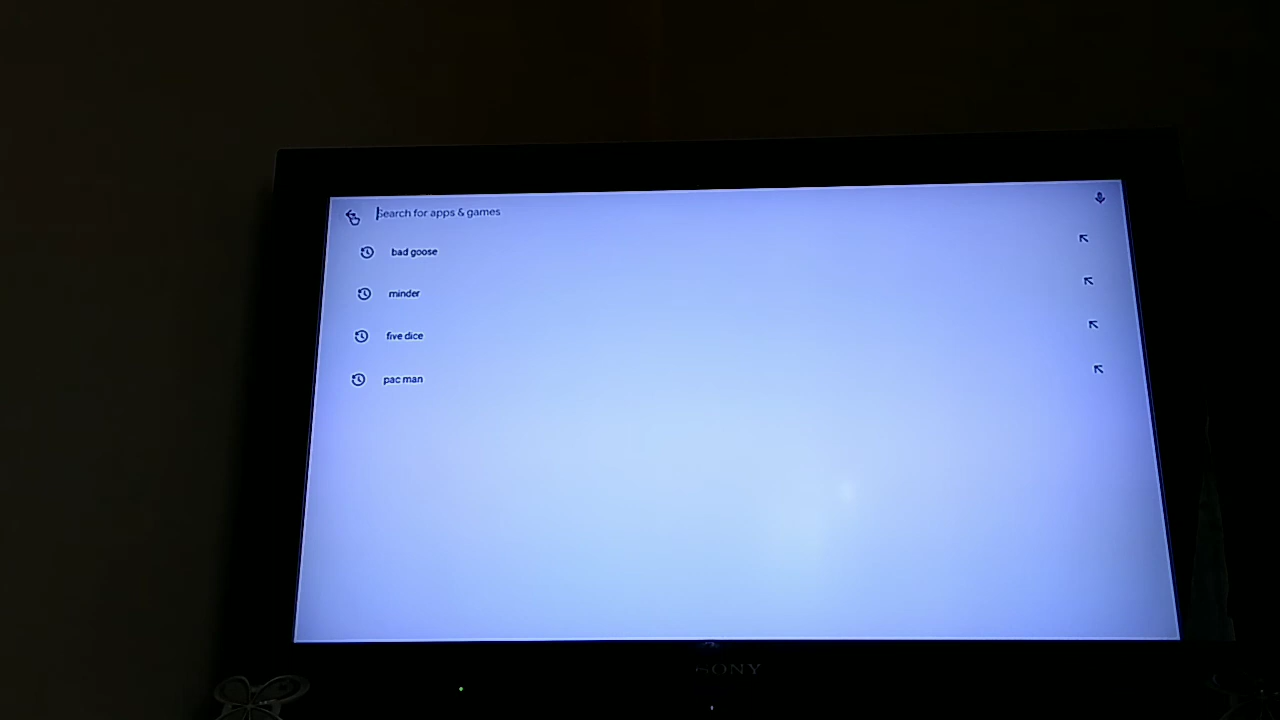 Search for apps & games
bad goose
minder
five dice
pac man
SONY